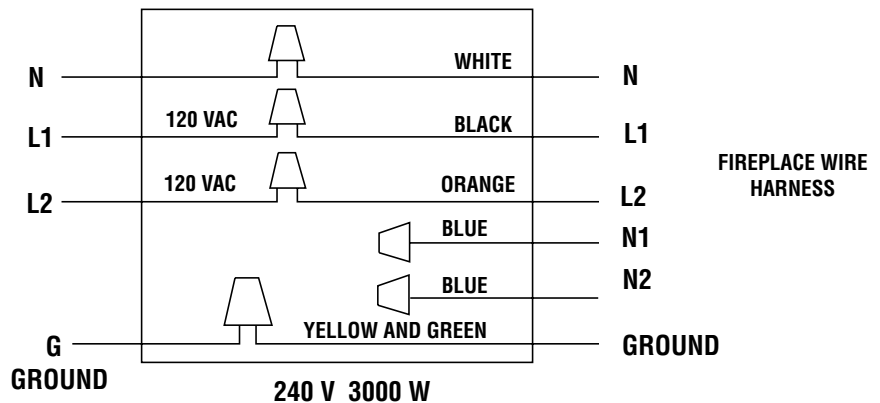 WHITE
N
N
120 VAC
BLACK
L1
L1
FIREPLACE WIRE
HARNESS
120 VAC
ORANGE
L2
L2
BLUE
N1
BLUE
N2
YELLOW AND GREEN
G
GROUND
GROUND
240 V 3000 W